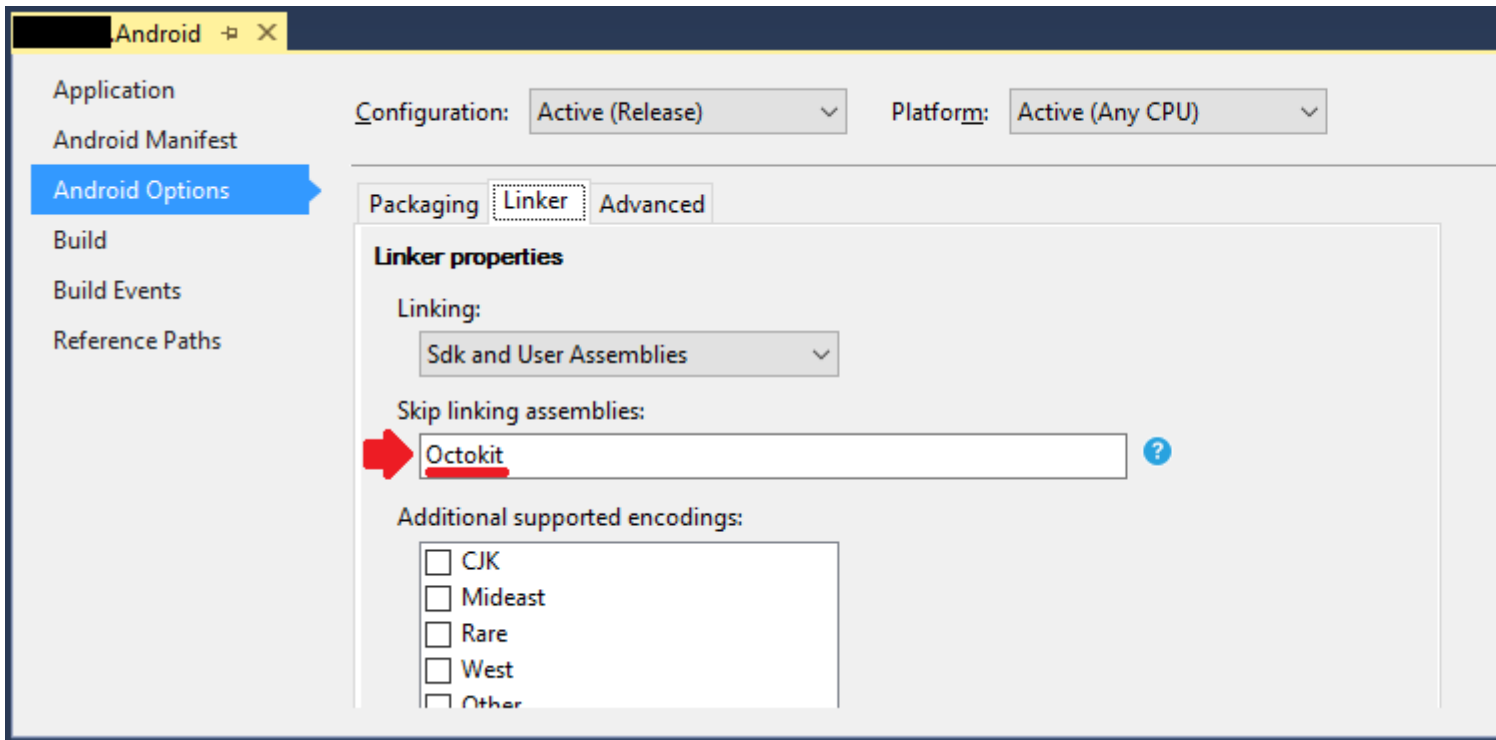 .Android
Application
Android Manifest
Android Options
Build
Build Events
Reference Paths
Configuration: Active (Release) Platform: Active (Any CPU)
Packaging Linker Advanced
Linker properties
Linking:
Sdk and User Assemblies
Skip linking assemblies:
Octokit
?
Additional supported encodings:
CJK
Mideast
Rare
West
Other